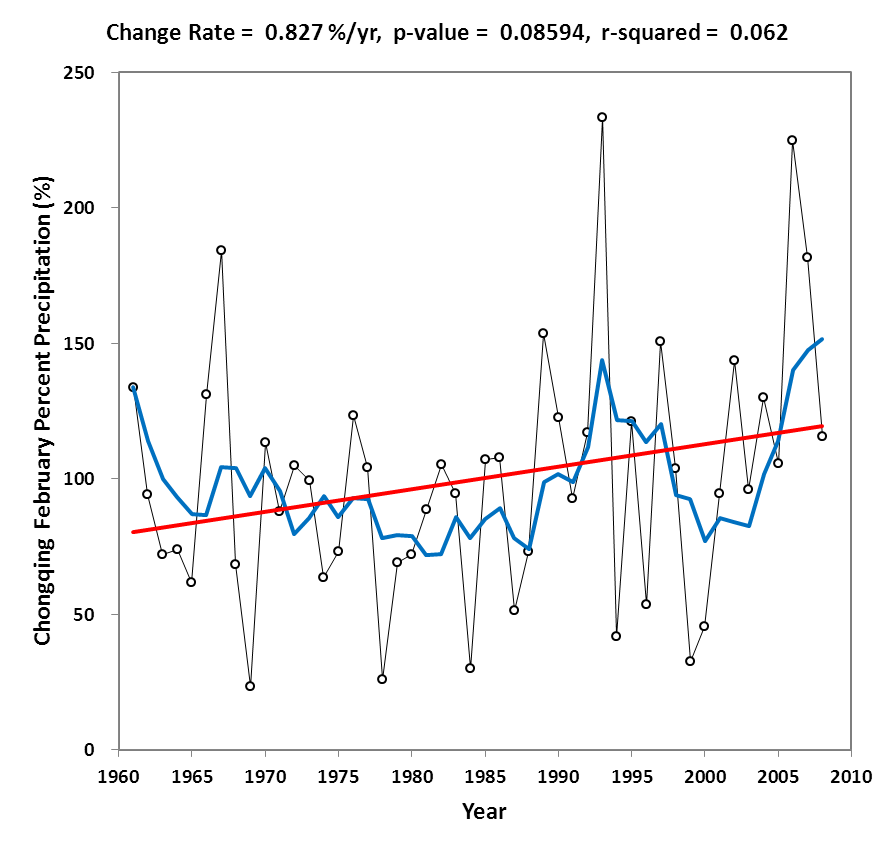 Change Rate = 0.827 %/yr, p-value = 0.08594, r-squared = 0.062
250
200
150
100
50
0
Chongqing February Percent Precipitation (%)
1960 1965 1970 1975 1980 1985 1990 1995 2000 2005 2010
Year